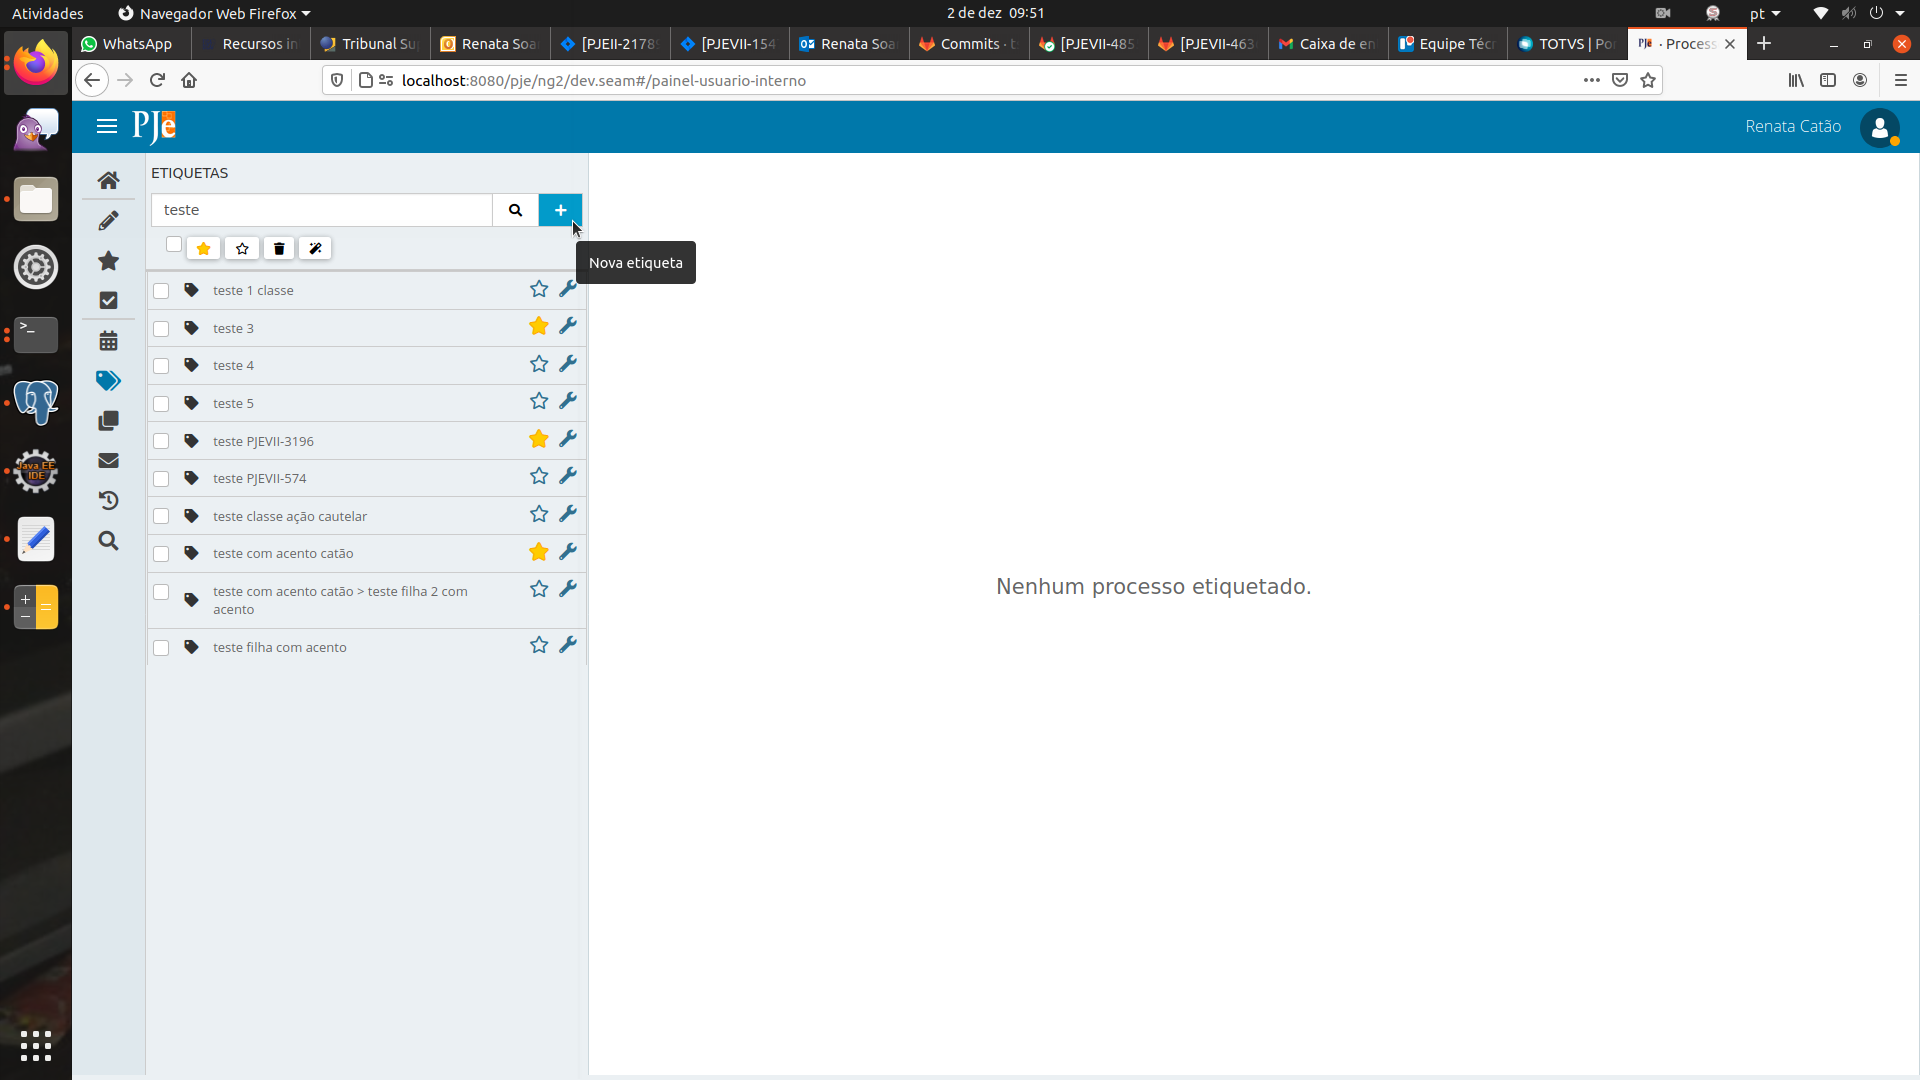 Atividades
Navegador Web Firefox
2 de dez 09:51
pt
WhatsApp
Recursos in
Tribunal Su
Renata Soa
[PJEII-2178
[PJEVII-154
Renata Soa
Commits · t
[PJEVII-485
[PJEVII-463
Caixa de en
Equipe Téc
TOTVS | Po
· Process
localhost:8080/pje/ng2/dev.seam#/painel-usuario-interno
PJe
Renata Catão
ETIQUETAS
teste
Nova etiqueta
teste 1 classe
teste 3
teste 4
teste 5
teste PJEVII-3196
teste PJEVII-574
teste classe ação cautelar
teste com acento catão
teste com acento catão > teste filha 2 com
acento
teste filha com acento
Nenhum processo etiquetado.
Java EE
IDE